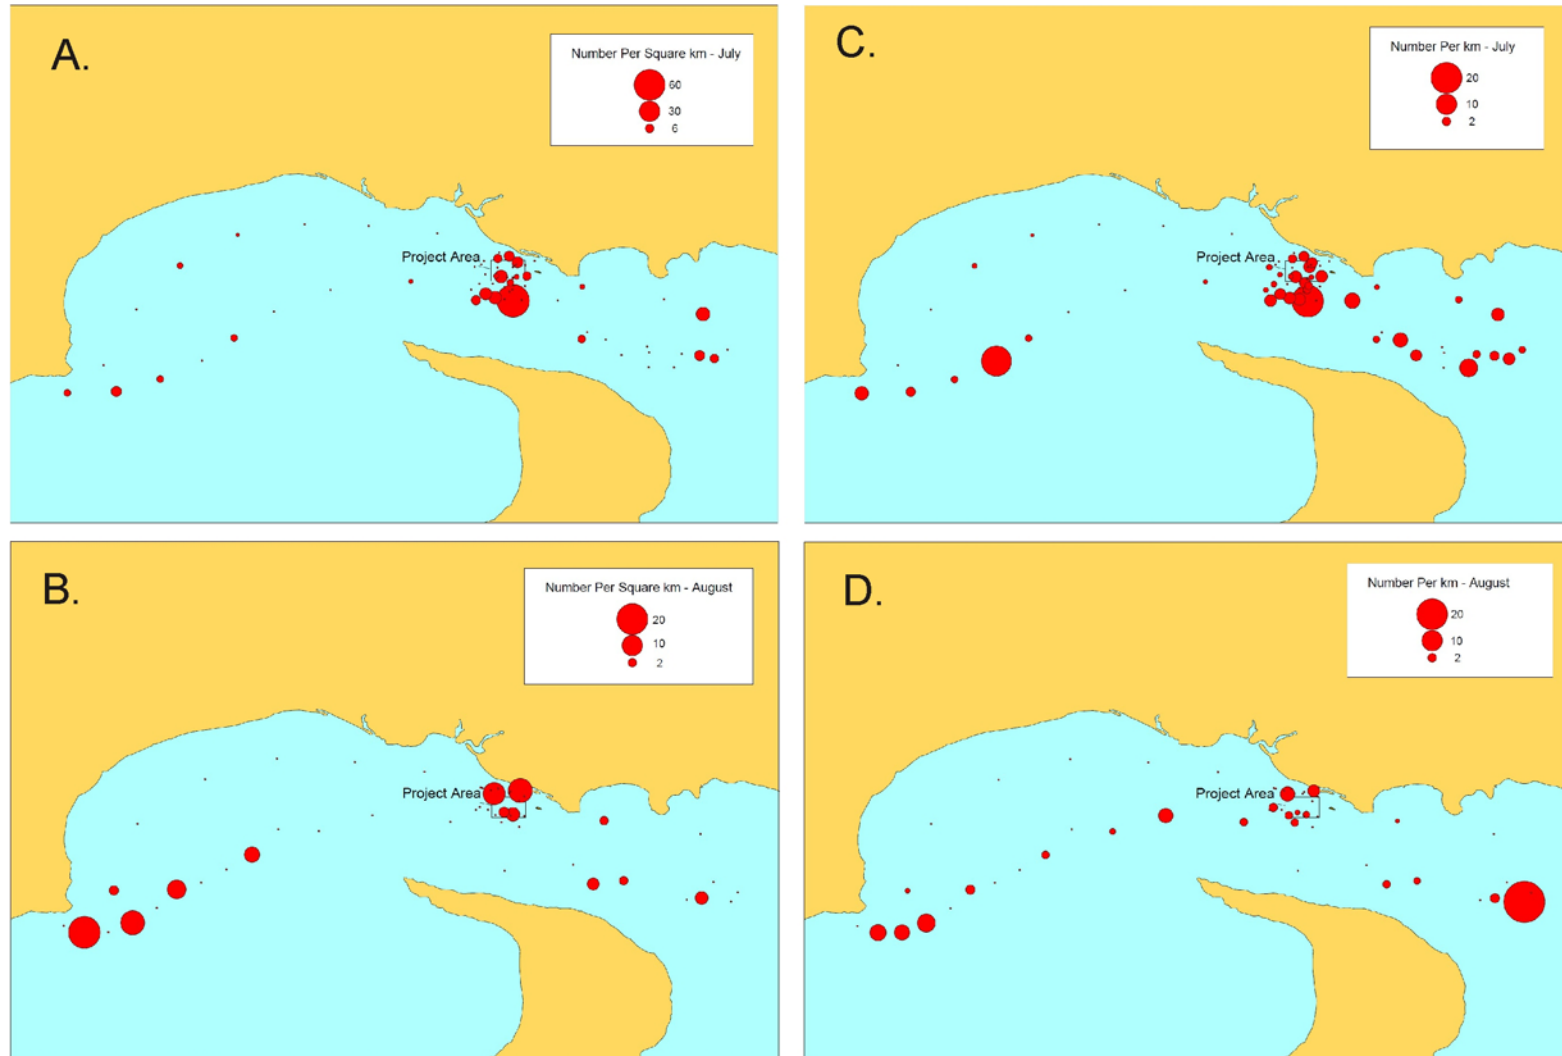 A.
Number Per Square km - July
60
30
6
Project Area
C.
Number Per km - July
20
10
2
Project Area
B.
Number Per Square km - August
20
10
2
Project Area
D.
Number Per km - August
20
10
2
Project Area